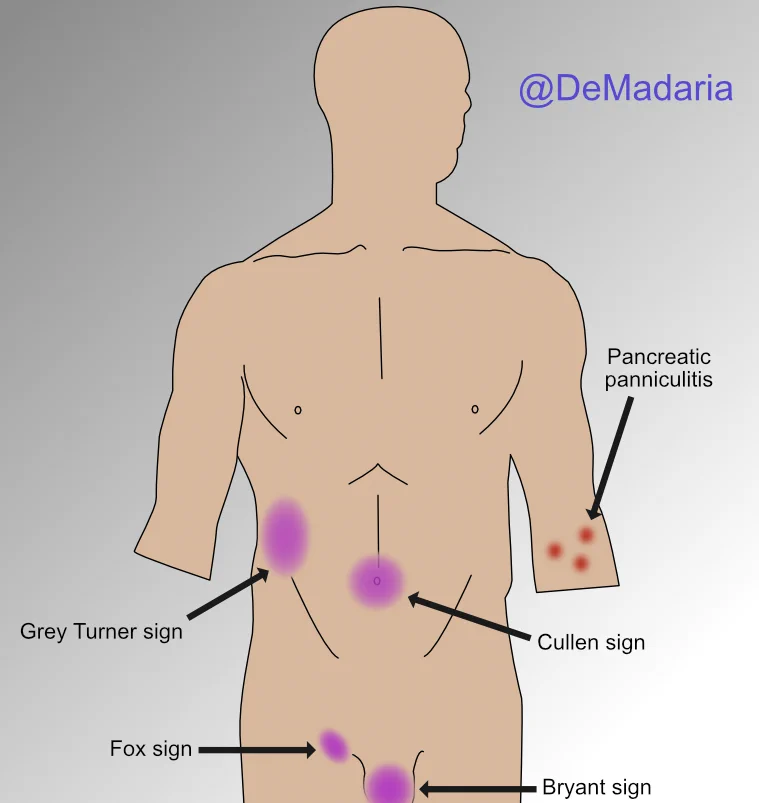 @DeMadaria
Pancreatic
panniculitis
Grey Turner sign
Cullen sign
Fox sign
Bryant sign